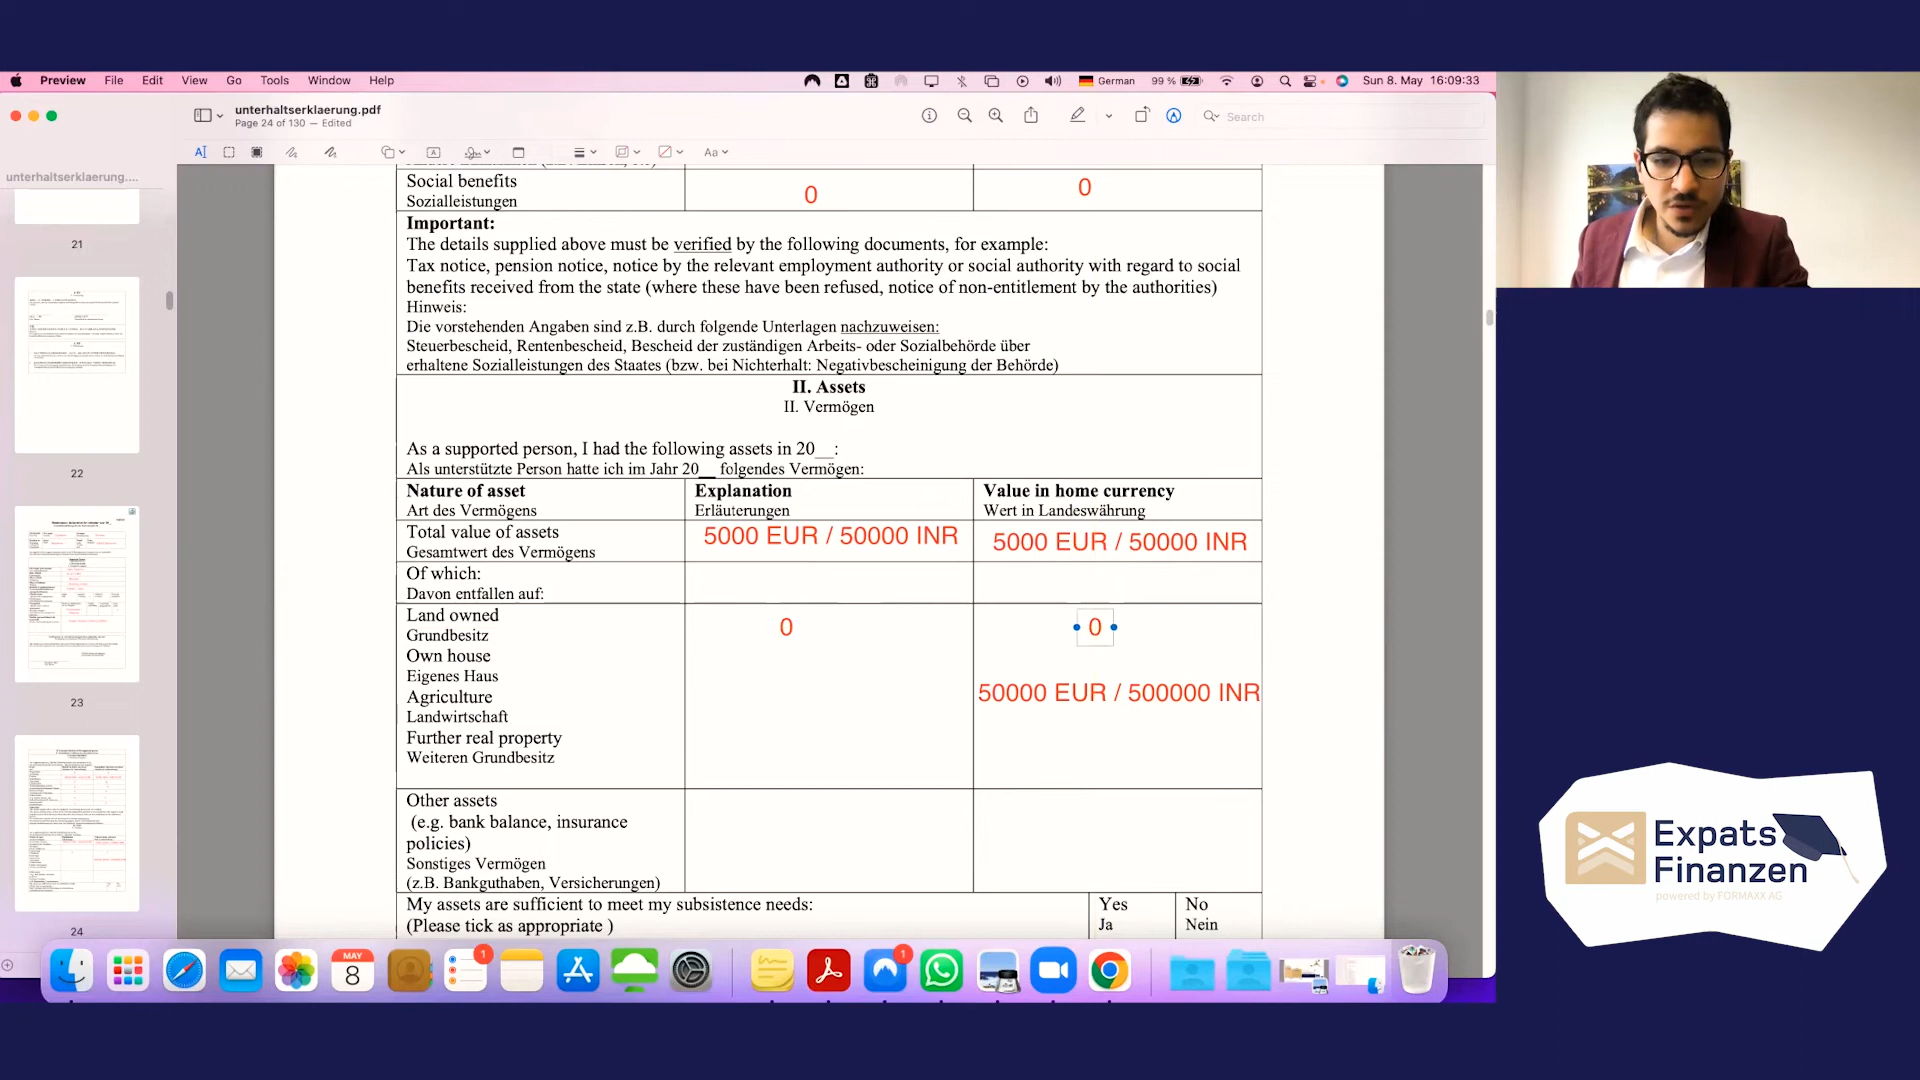 Preview File Edit View Go Tools Window Help
German 99 % Sun 8. May 16:09:33
unterhaltserklaerung.pdf
Page 24 of 130 — Edited
Search
Aa
unterhaltserklaerung....
21
22
23
24
Social benefits
Sozialleistungen
0 0
Important:
The details supplied above must be verified by the following documents, for example:
Tax notice, pension notice, notice by the relevant employment authority or social authority with regard to social
benefits received from the state (where these have been refused, notice of non-entitlement by the authorities)
Hinweis:
Die vorstehenden Angaben sind z.B. durch folgende Unterlagen nachzuweisen:
Steuerbescheid, Rentenbescheid, Bescheid der zuständigen Arbeits- oder Sozialbehörde über
erhaltene Sozialleistungen des Staates (bzw. bei Nichterhalt: Negativbescheinigung der Behörde)
II. Assets
II. Vermögen
As a supported person, I had the following assets in 20__:
Als unterstützte Person hatte ich im Jahr 20__ folgendes Vermögen:
Nature of asset Explanation Value in home currency
Art des Vermögens Erläuterungen Wert in Landeswährung
Total value of assets 5000 EUR / 50000 INR 5000 EUR / 50000 INR
Gesamtwert des Vermögens
Of which:
Davon entfallen auf:
Land owned
Grundbesitz
0 0
Own house
Eigenes Haus
Agriculture 50000 EUR / 500000 INR
Landwirtschaft
Further real property
Weiteren Grundbesitz
Other assets
(e.g. bank balance, insurance
policies)
Sonstiges Vermögen
(z.B. Bankguthaben, Versicherungen)
My assets are sufficient to meet my subsistence needs: Yes No
(Please tick as appropriate ) Ja Nein
MAY
8
1
1
Expats
Finanzen
powered by FORMAXX AG